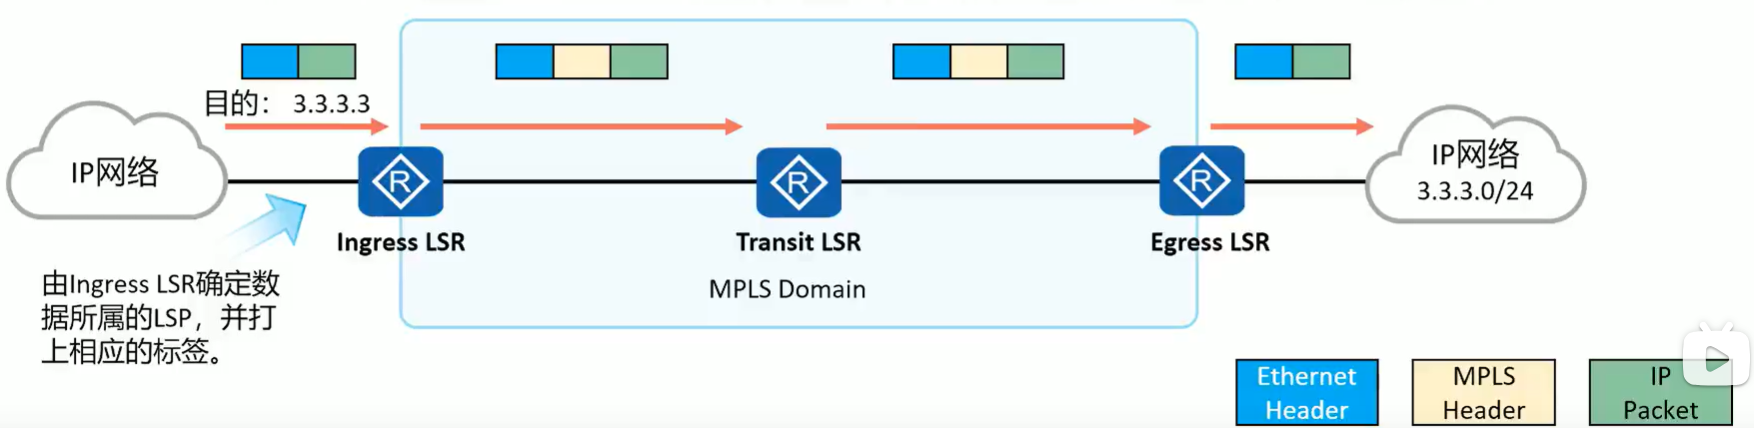 目的： 3.3.3.3
IP网络
R
R
R
IP网络
3.3.3.0/24
Ingress LSR
Transit LSR
Egress LSR
MPLS Domain
由Ingress LSR确定数
据所属的LSP，并打
上相应的标签。
Ethernet
Header
MPLS
Header
IP
Packet